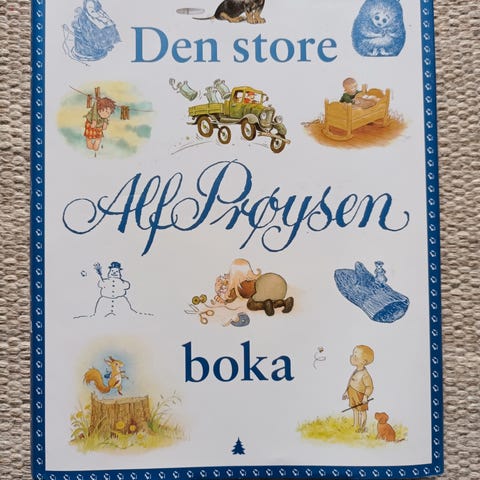 Den store
Alf Prøysen
boka